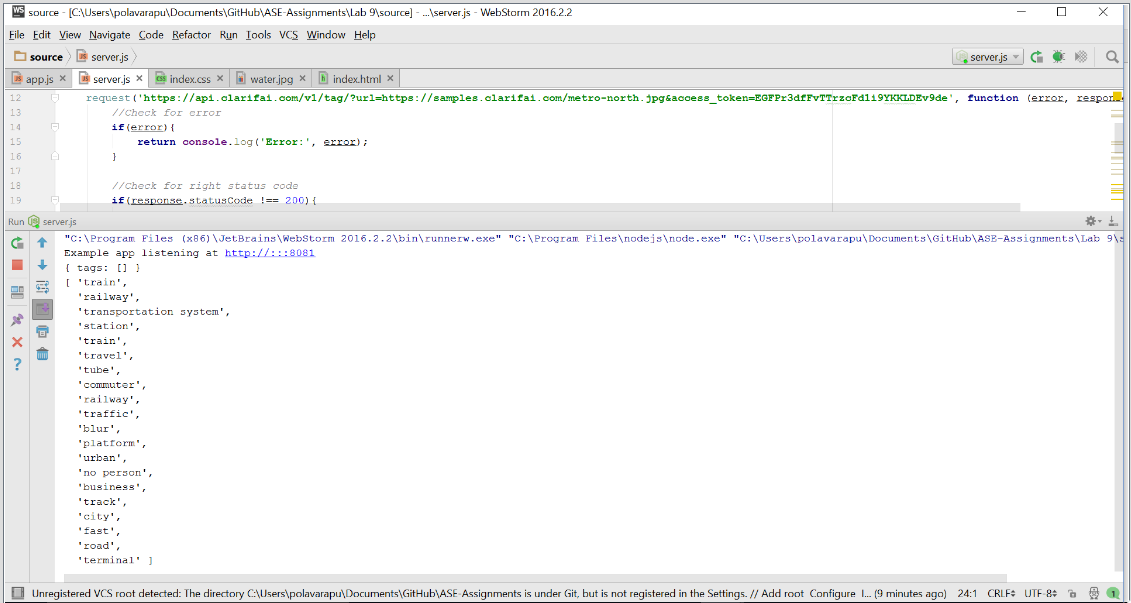 WS source - [C:\Users\polavarapu\Documents\GitHub\ASE-Assignments\Lab 9\source] - ...\server.js - WebStorm 2016.2.2
File Edit View Navigate Code Refactor Run Tools VCS Window Help
source server.js server.js
app.js server.js index.css water.jpg index.html
12 request('https://api.clarifai.com/v1/tag/?url=https://samples.clarifai.com/metro-north.jpg&access_token=EGFPr3dfFvTTrzcFdli9YKKLDEv9de', function (error, respons
13 //Check for error
14 if(error){
15 return console.log('Error:', error);
16 }
17
18 //Check for right status code
19 if(response.statusCode !== 200){
Run server.js
"C:\Program Files (x86)\JetBrains\WebStorm 2016.2.2\bin\runnerw.exe" "C:\Program Files\nodejs\node.exe" "C:\Users\polavarapu\Documents\GitHub\ASE-Assignments\Lab 9\s
Example app listening at http://:::8081
{ tags: [] }
[ 'train',
'railway',
'transportation system',
'station',
'train',
'travel',
'tube',
'commuter',
'railway',
'traffic',
'blur',
'platform',
'urban',
'no person',
'business',
'track',
'city',
'fast',
'road',
'terminal' ]
Unregistered VCS root detected: The directory C:\Users\polavarapu\Documents\GitHub\ASE-Assignments is under Git, but is not registered in the Settings. // Add root Configure I... (9 minutes ago) 24:1 CRLF UTF-8 1